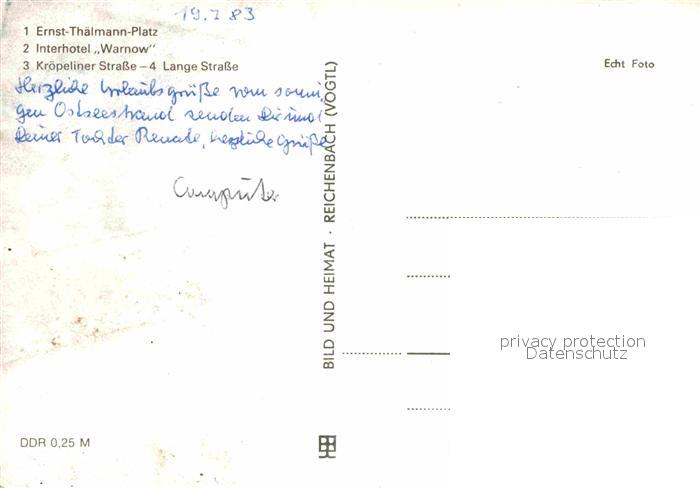 19.7.83
1 Ernst-Thälmann-Platz
2 Interhotel „Warnow"
3 Kröpeliner Straße – 4 Lange Straße
Herzliche Urlaubsgrüße vom sonni-
gen Ostseestrand senden Dir und
Deiner Tochter Renate, herzliche Grüße
BILD UND HEIMAT · REICHENBACH (VOGTL)
Echt Foto
privacy protection
Datenschutz
DDR 0,25 M